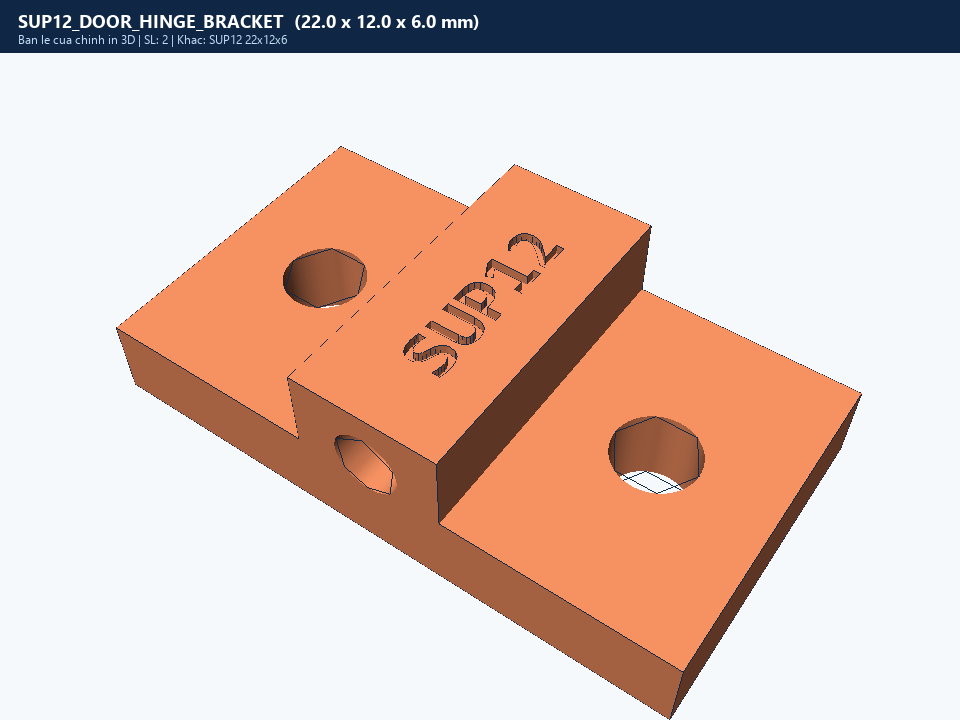 SUP12_DOOR_HINGE_BRACKET (22.0 x 12.0 x 6.0 mm)
Ban le cua chinh in 3D | SL: 2 | Khac: SUP12 22x12x6
SUP12